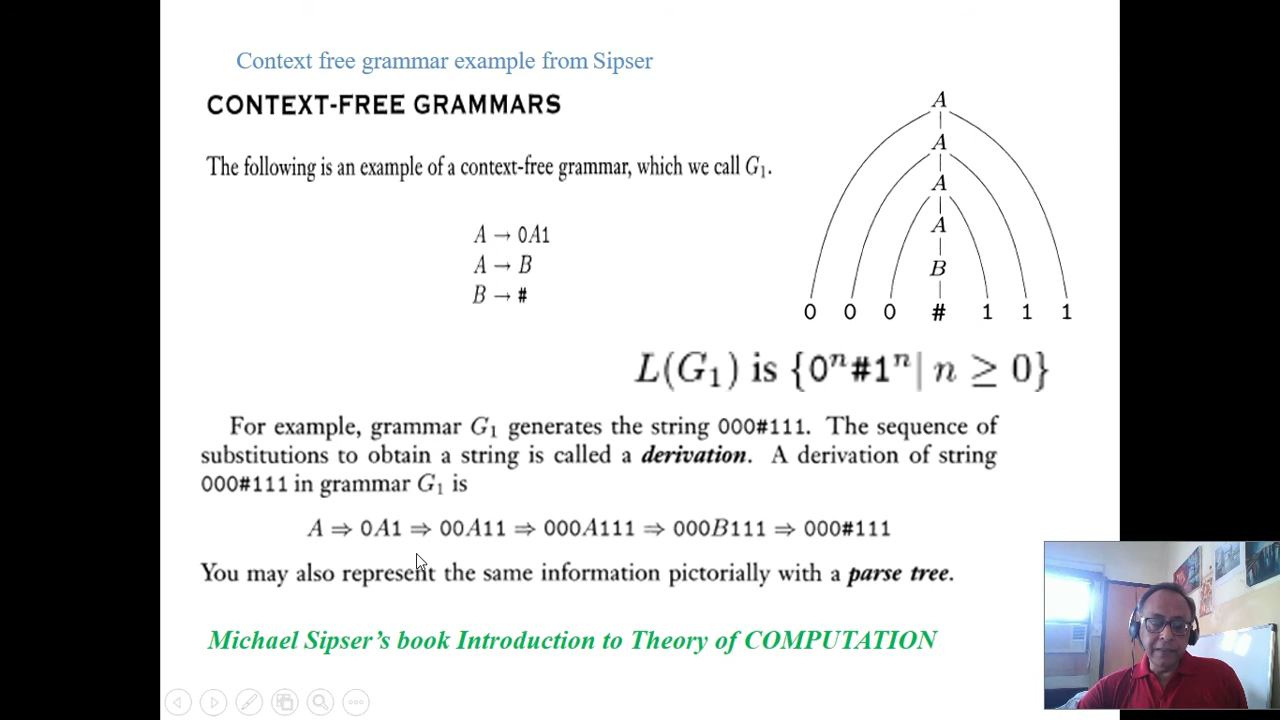 Context free grammar example from Sipser
CONTEXT-FREE GRAMMARS
The following is an example of a context-free grammar, which we call G₁.
A → 0A1
A → B
B → #
A
A
A
A
B
0 0 0 # 1 1 1
L(G₁) is {0ⁿ#1ⁿ| n ≥ 0}
For example, grammar G₁ generates the string 000#111. The sequence of
substitutions to obtain a string is called a derivation. A derivation of string
000#111 in grammar G₁ is
A ⇒ 0A1 ⇒ 00A11 ⇒ 000A111 ⇒ 000B111 ⇒ 000#111
You may also represent the same information pictorially with a parse tree.
Michael Sipser’s book Introduction to Theory of COMPUTATION